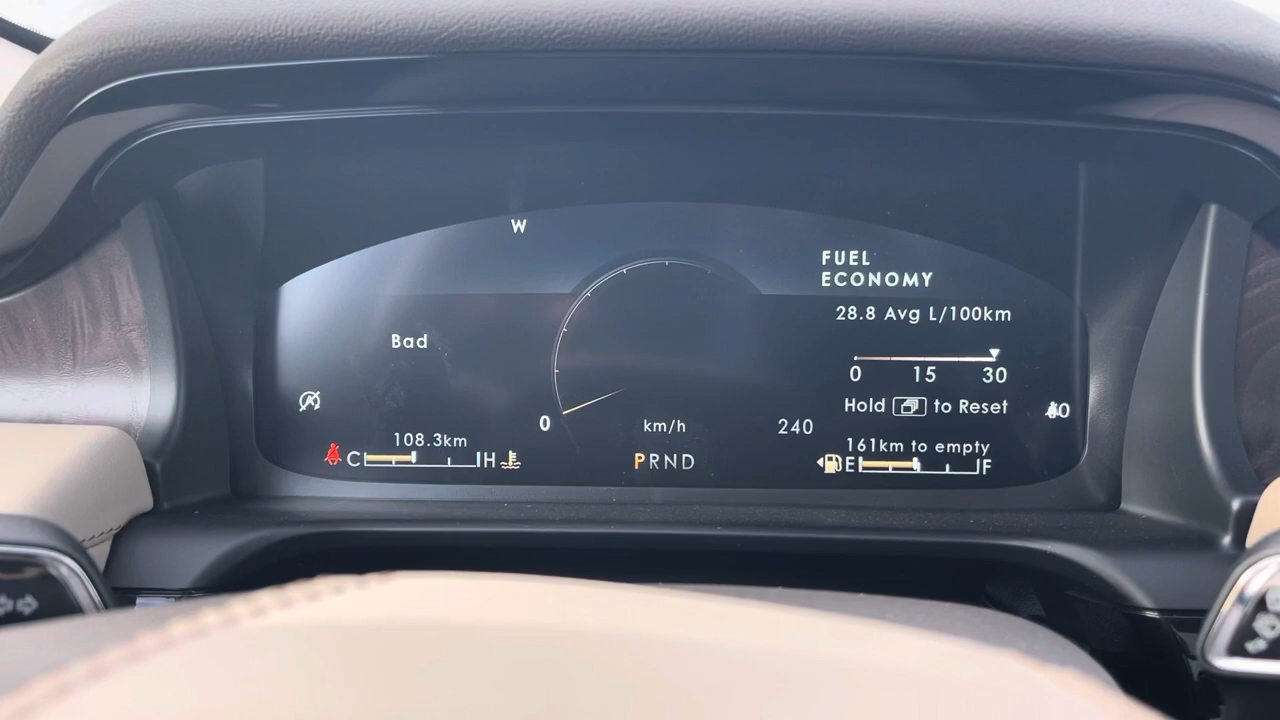 W
FUEL
ECONOMY
28.8 Avg L/100km
Bad
0 15 30
Hold to Reset
0 km/h 240
108.3km
161km to empty
C H
PRND
E F